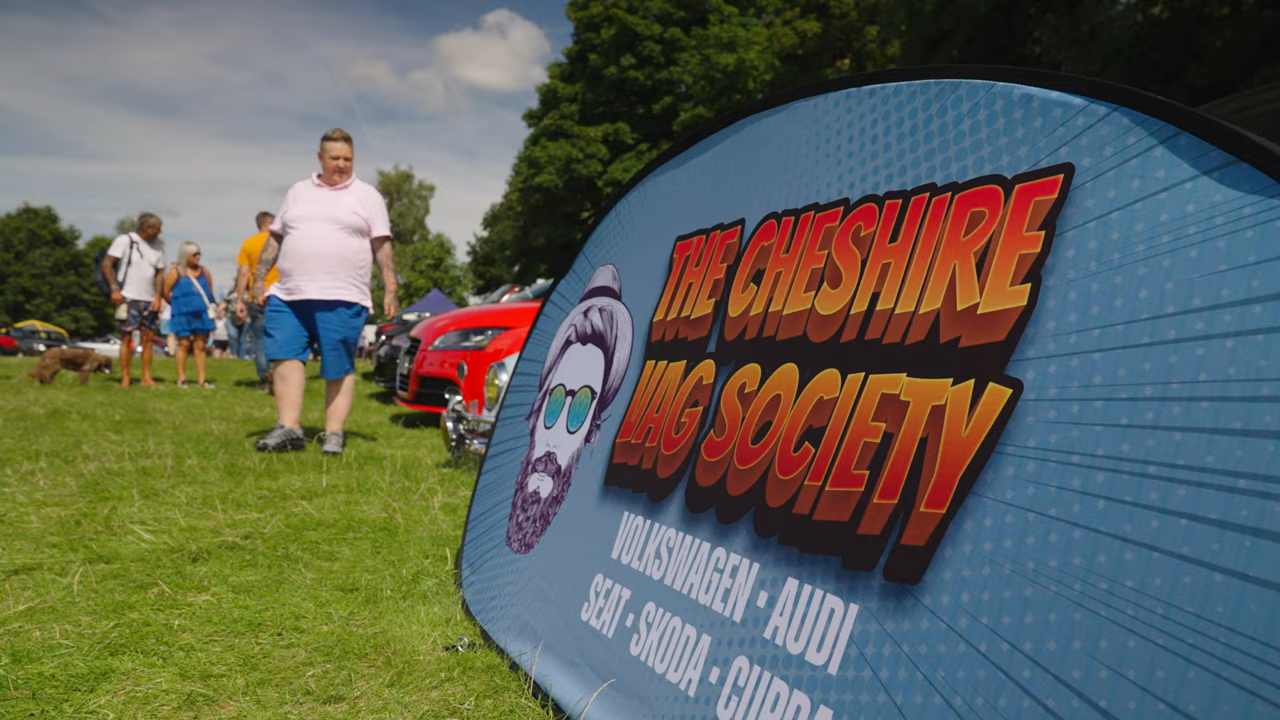 THE CHESHIRE
VAG SOCIETY
VOLKSWAGEN · AUDI
SEAT · SKODA · CUPRA